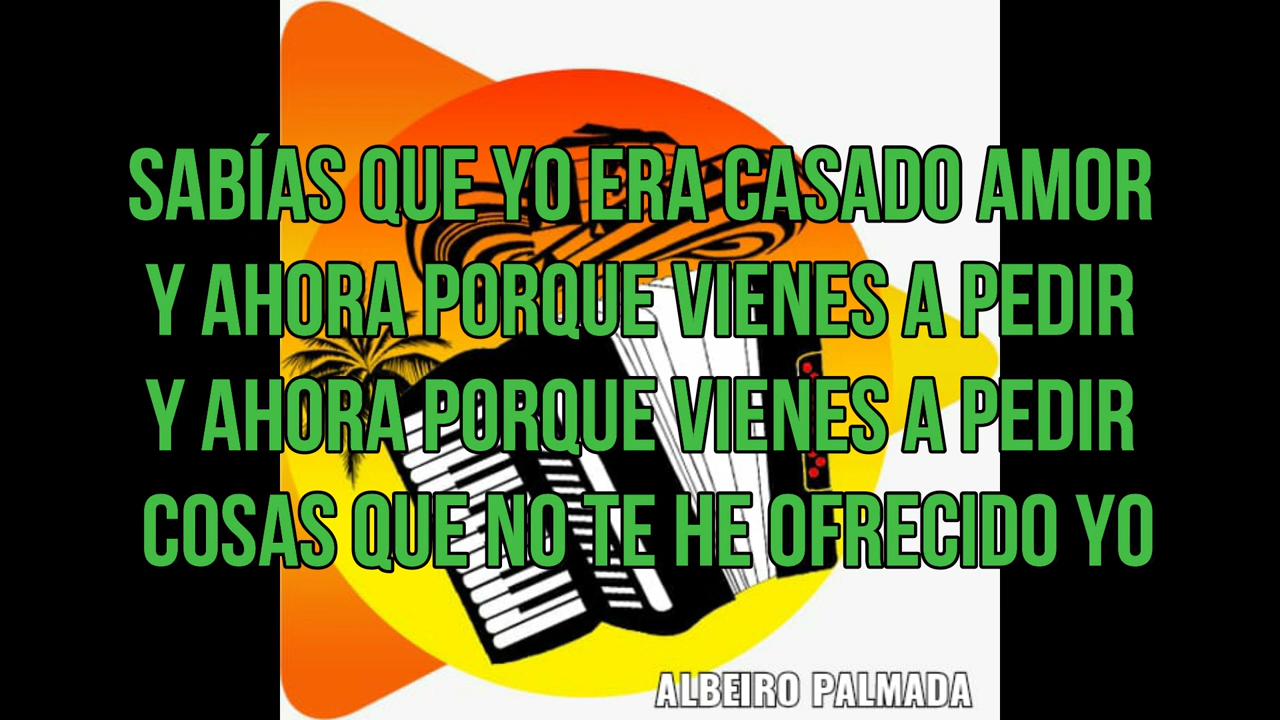 SABÍAS QUE YO ERA CASADO AMOR
Y AHORA PORQUE VIENES A PEDIR
Y AHORA PORQUE VIENES A PEDIR
COSAS QUE NO TE HE OFRECIDO YO
ALBEIRO PALMADA